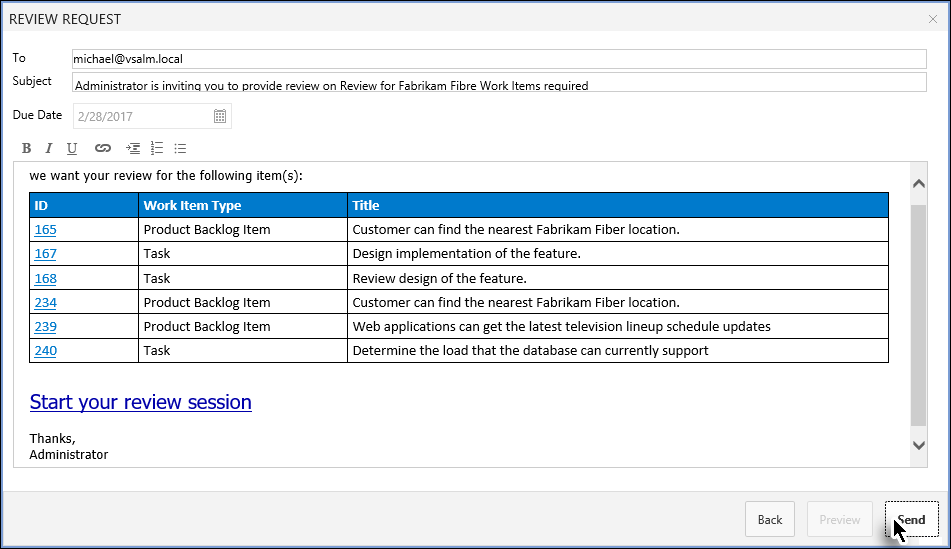 REVIEW REQUEST
To michael@vsalm.local
Subject Administrator is inviting you to provide review on Review for Fabrikam Fibre Work Items required
Due Date 2/28/2017
B I U
we want your review for the following item(s):
ID Work Item Type Title
165 Product Backlog Item Customer can find the nearest Fabrikam Fiber location.
167 Task Design implementation of the feature.
168 Task Review design of the feature.
234 Product Backlog Item Customer can find the nearest Fabrikam Fiber location.
239 Product Backlog Item Web applications can get the latest television lineup schedule updates
240 Task Determine the load that the database can currently support
Start your review session
Thanks,
Administrator
Back Preview Send